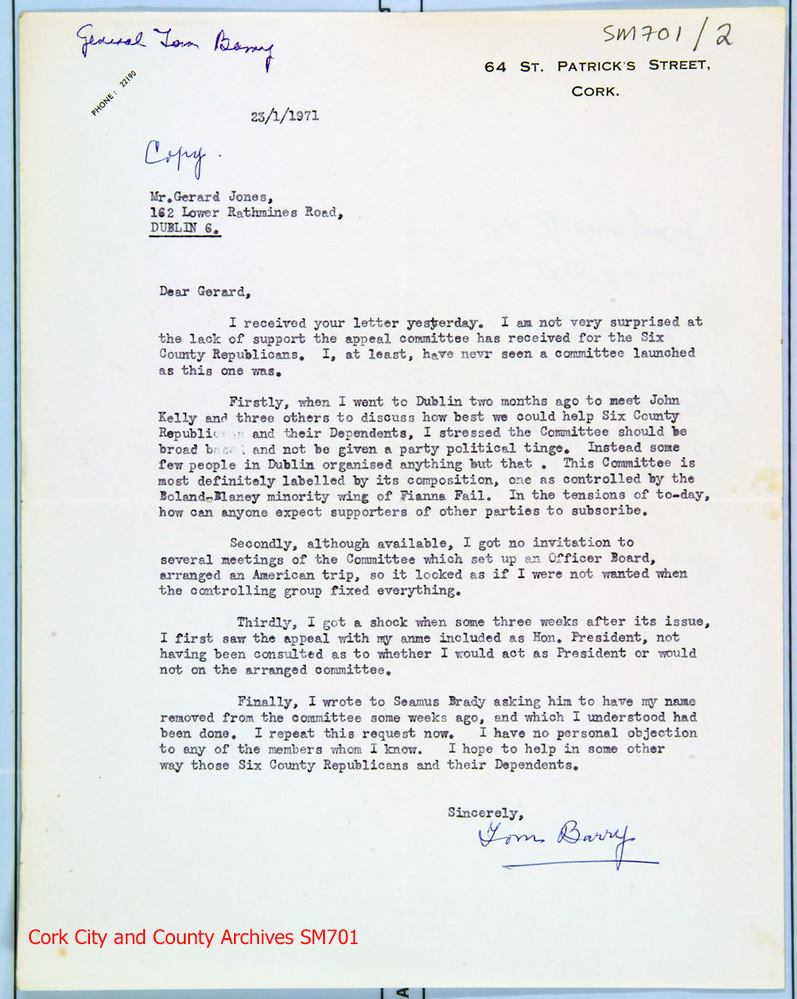 General Tom Barry
SM701/2
64 ST. PATRICK'S STREET,
CORK.
PHONE: 22190
23/1/1971
Copy.
Mr.Gerard Jones,
162 Lower Rathmines Road,
DUBLIN 6.
Dear Gerard,
I received your letter yesterday. I am not very surprised at
the lack of support the appeal committee has received for the Six
County Republicans. I, at least, have nevr seen a committee launched
as this one was.
Firstly, when I went to Dublin two months ago to meet John
Kelly and three others to discuss how best we could help Six County
and their Dependents, I stressed the Committee should be
broad and not be given a party political tinge. Instead some
few people in Dublin organised anything but that . This Committee is
most definitely labelled by its composition, one as controlled by the
Boland-Blaney minority wing of Fianna Fail. In the tensions of to-day,
how can anyone expect supporters of other parties to subscribe.
Secondly, although available, I got no invitation to
several meetings of the Committee which set up an Officer Board,
arranged an American trip, so it looked as if I were not wanted when
the controlling group fixed everything.
Thirdly, I got a shock when some three weeks after its issue,
I first saw the appeal with my anme included as Hon. President, not
having been consulted as to whether I would act as President or would
not on the arranged committee.
Finally, I wrote to Seamus Brady asking him to have my name
removed from the committee some weeks ago, and which I understood had
been done. I repeat this request now. I have no personal objection
to any of the members whom I know. I hope to help in some other
way those Six County Republicans and their Dependents.
Sincerely,
Tom Barry
Cork City and County Archives SM701
A